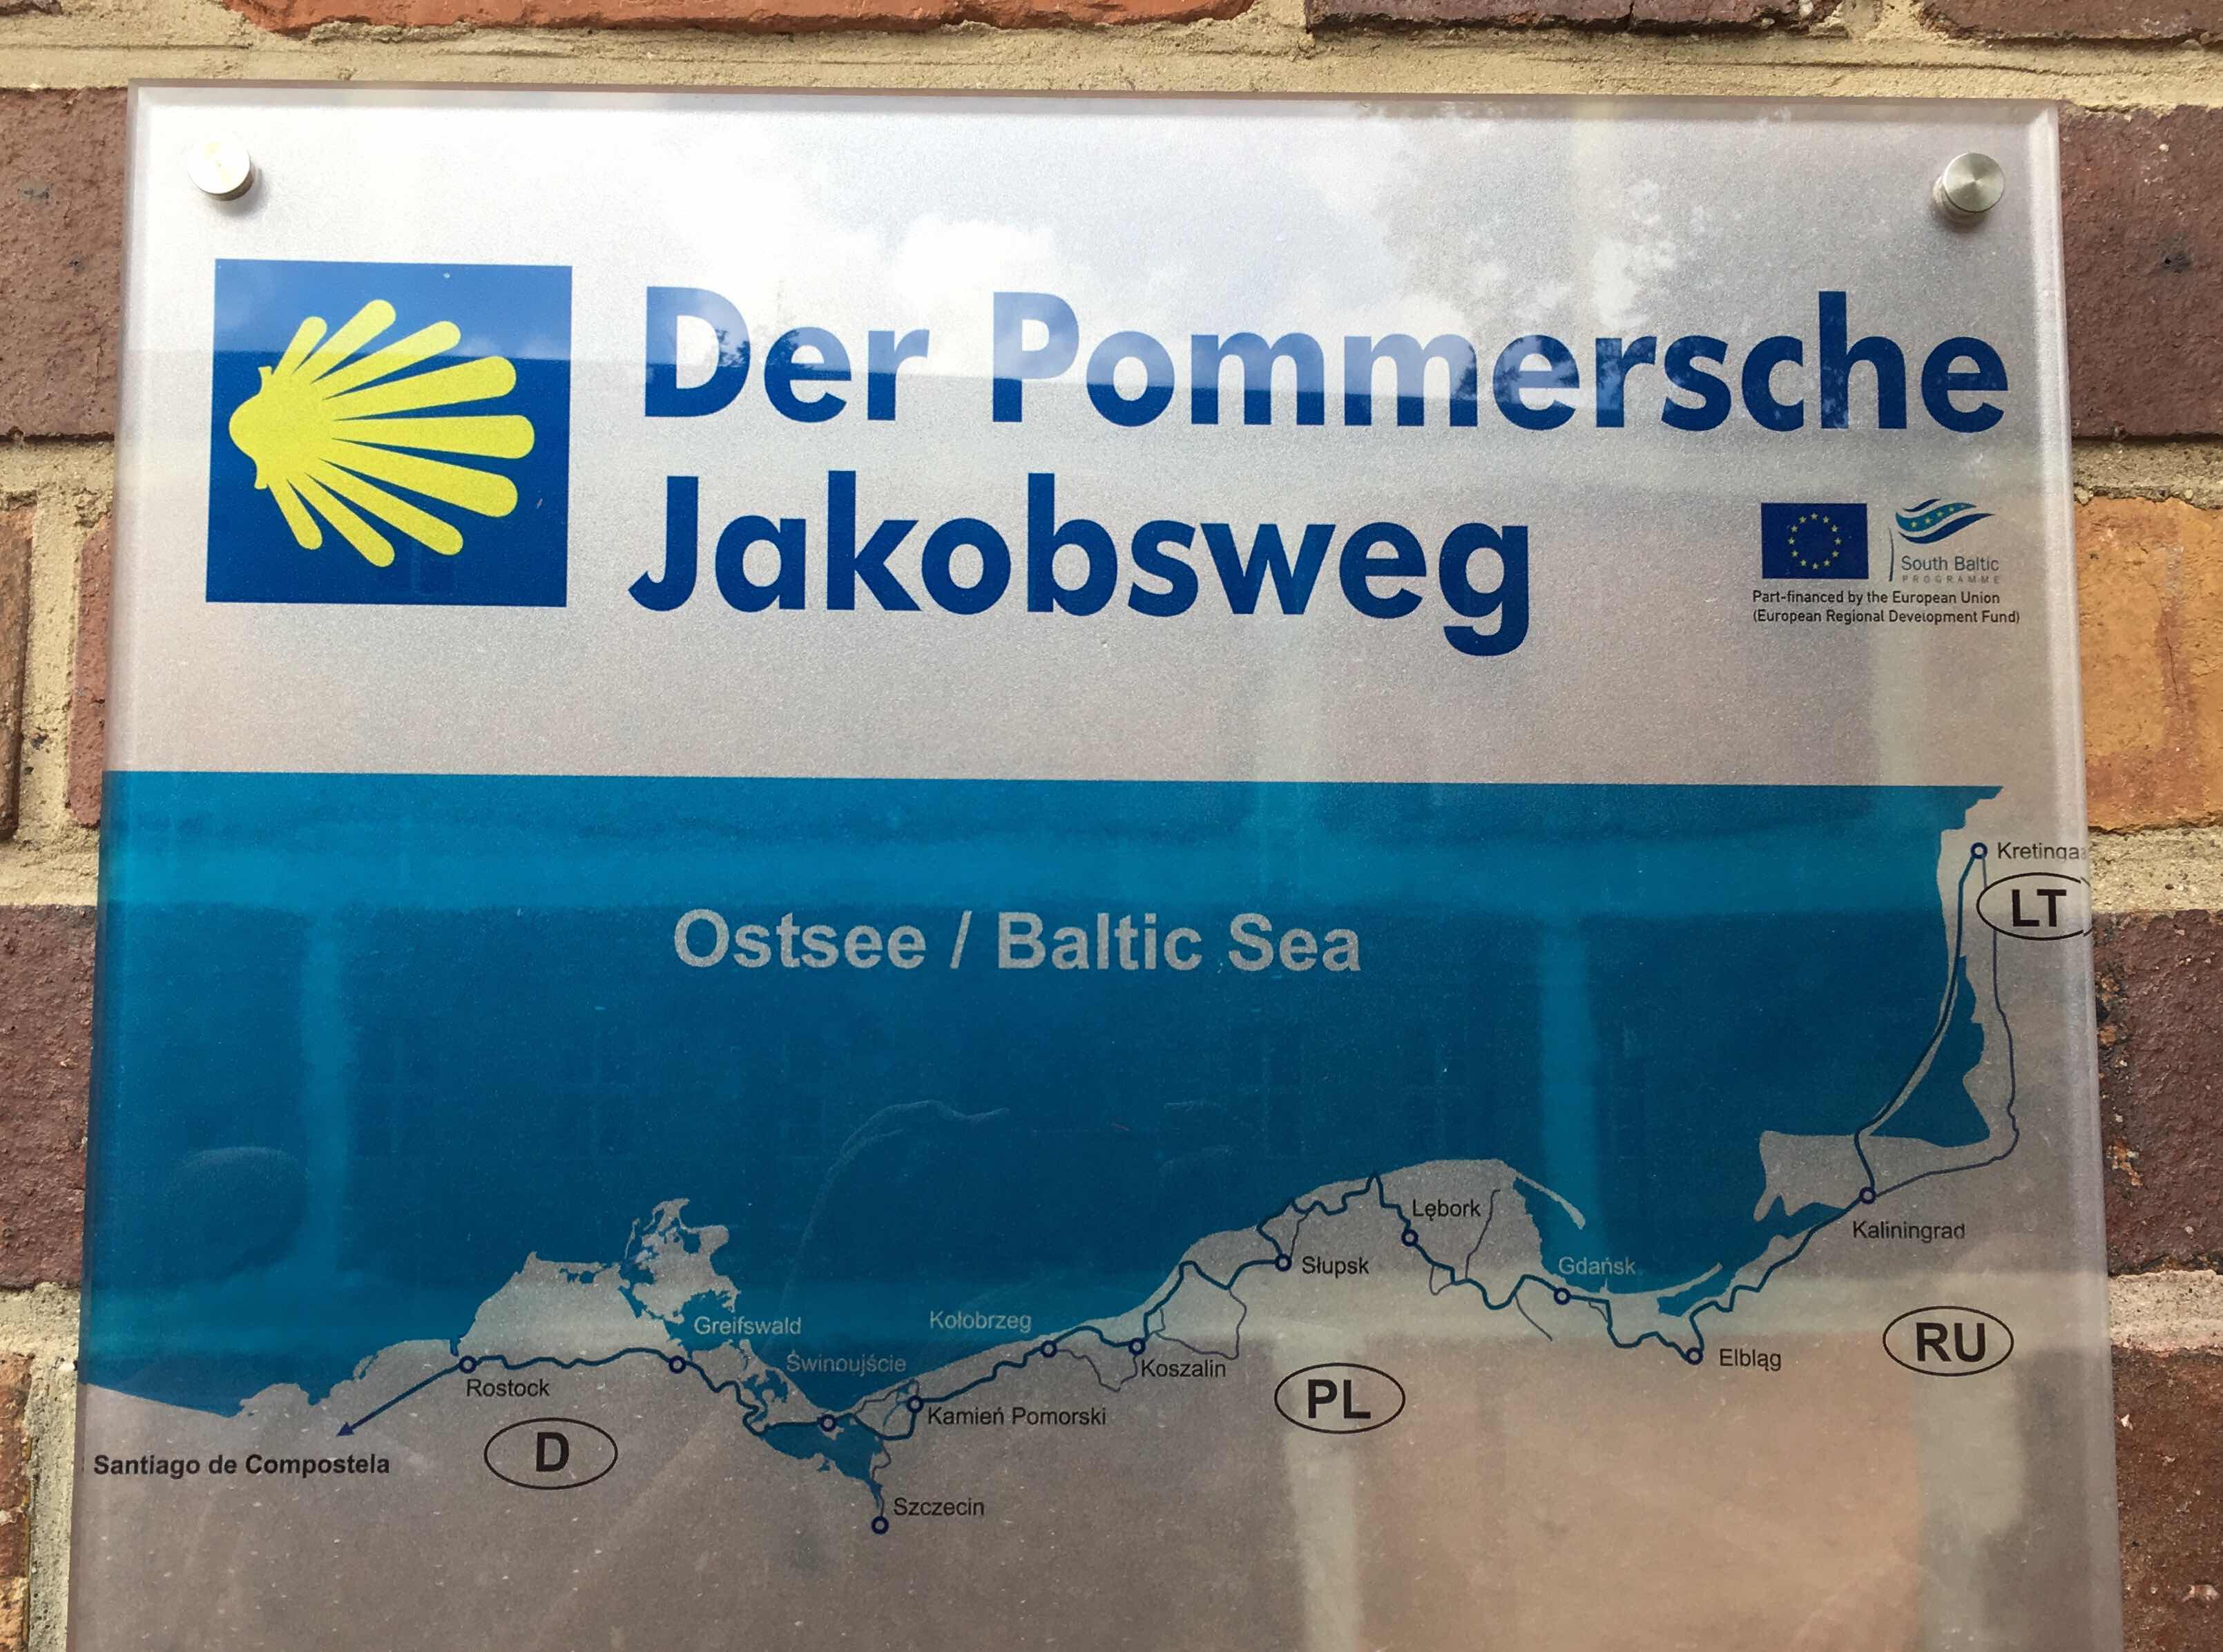 Der Pommersche
Jakobsweg
South Baltic
PROGRAMME
Part-financed by the European Union
(European Regional Development Fund)
Kretinga
LT
Ostsee / Baltic Sea
Lębork
Kaliningrad
Słupsk
Gdańsk
Greifswald
Kołobrzeg
RU
Świnoujście
Koszalin
Elbląg
Rostock
PL
Kamień Pomorski
D
Santiago de Compostela
Szczecin